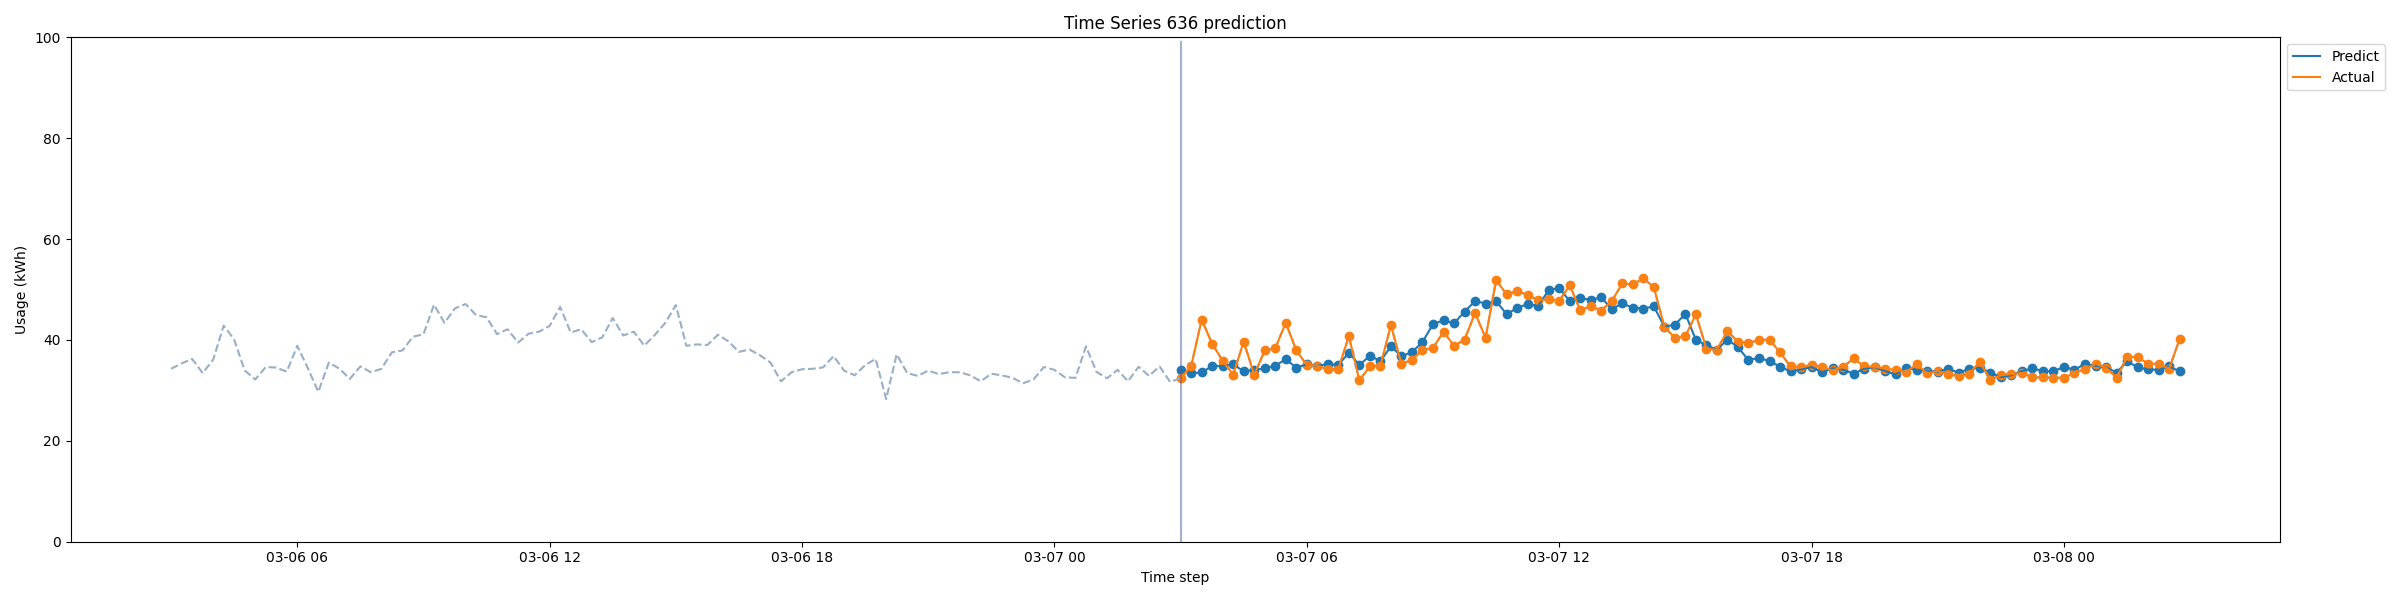 Time Series 636 prediction
Predict
Actual
Usage (kWh)
100
80
60
40
20
0
03-06 06
03-06 12
03-06 18
03-07 00
03-07 06
03-07 12
03-07 18
03-08 00
Time step